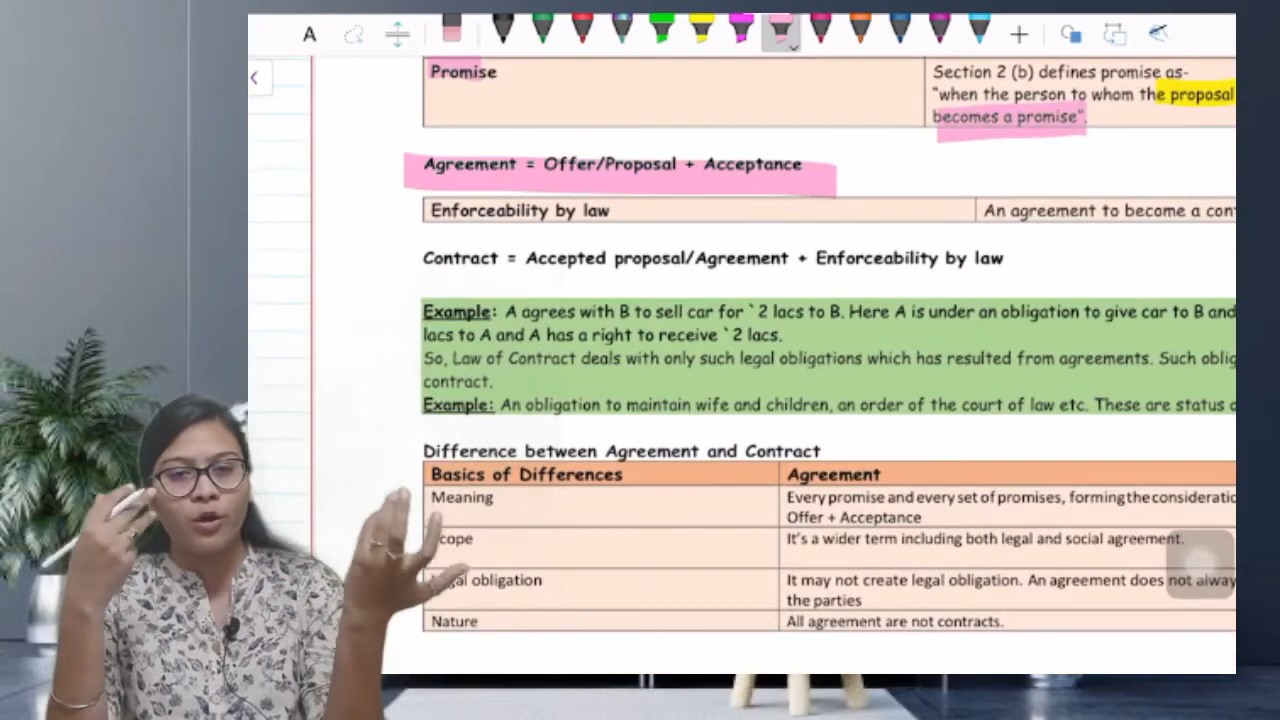 A
Promise
Section 2 (b) defines promise as-
"when the person to whom the proposal
becomes a promise".
Agreement = Offer/Proposal + Acceptance
Enforceability by law
An agreement to become a con
Contract = Accepted proposal/Agreement + Enforceability by law
Example: A agrees with B to sell car for `2 lacs to B. Here A is under an obligation to give car to B and
lacs to A and A has a right to receive `2 lacs.
So, Law of Contract deals with only such legal obligations which has resulted from agreements. Such oblig
contract.
Example: An obligation to maintain wife and children, an order of the court of law etc. These are status
Difference between Agreement and Contract
Basics of Differences
Agreement
Meaning
Every promise and every set of promises, forming the consideratio
Offer + Acceptance
cope
It's a wider term including both legal and social agreement.
gal obligation
It may not create legal obligation. An agreement does not alway
the parties
Nature
All agreement are not contracts.